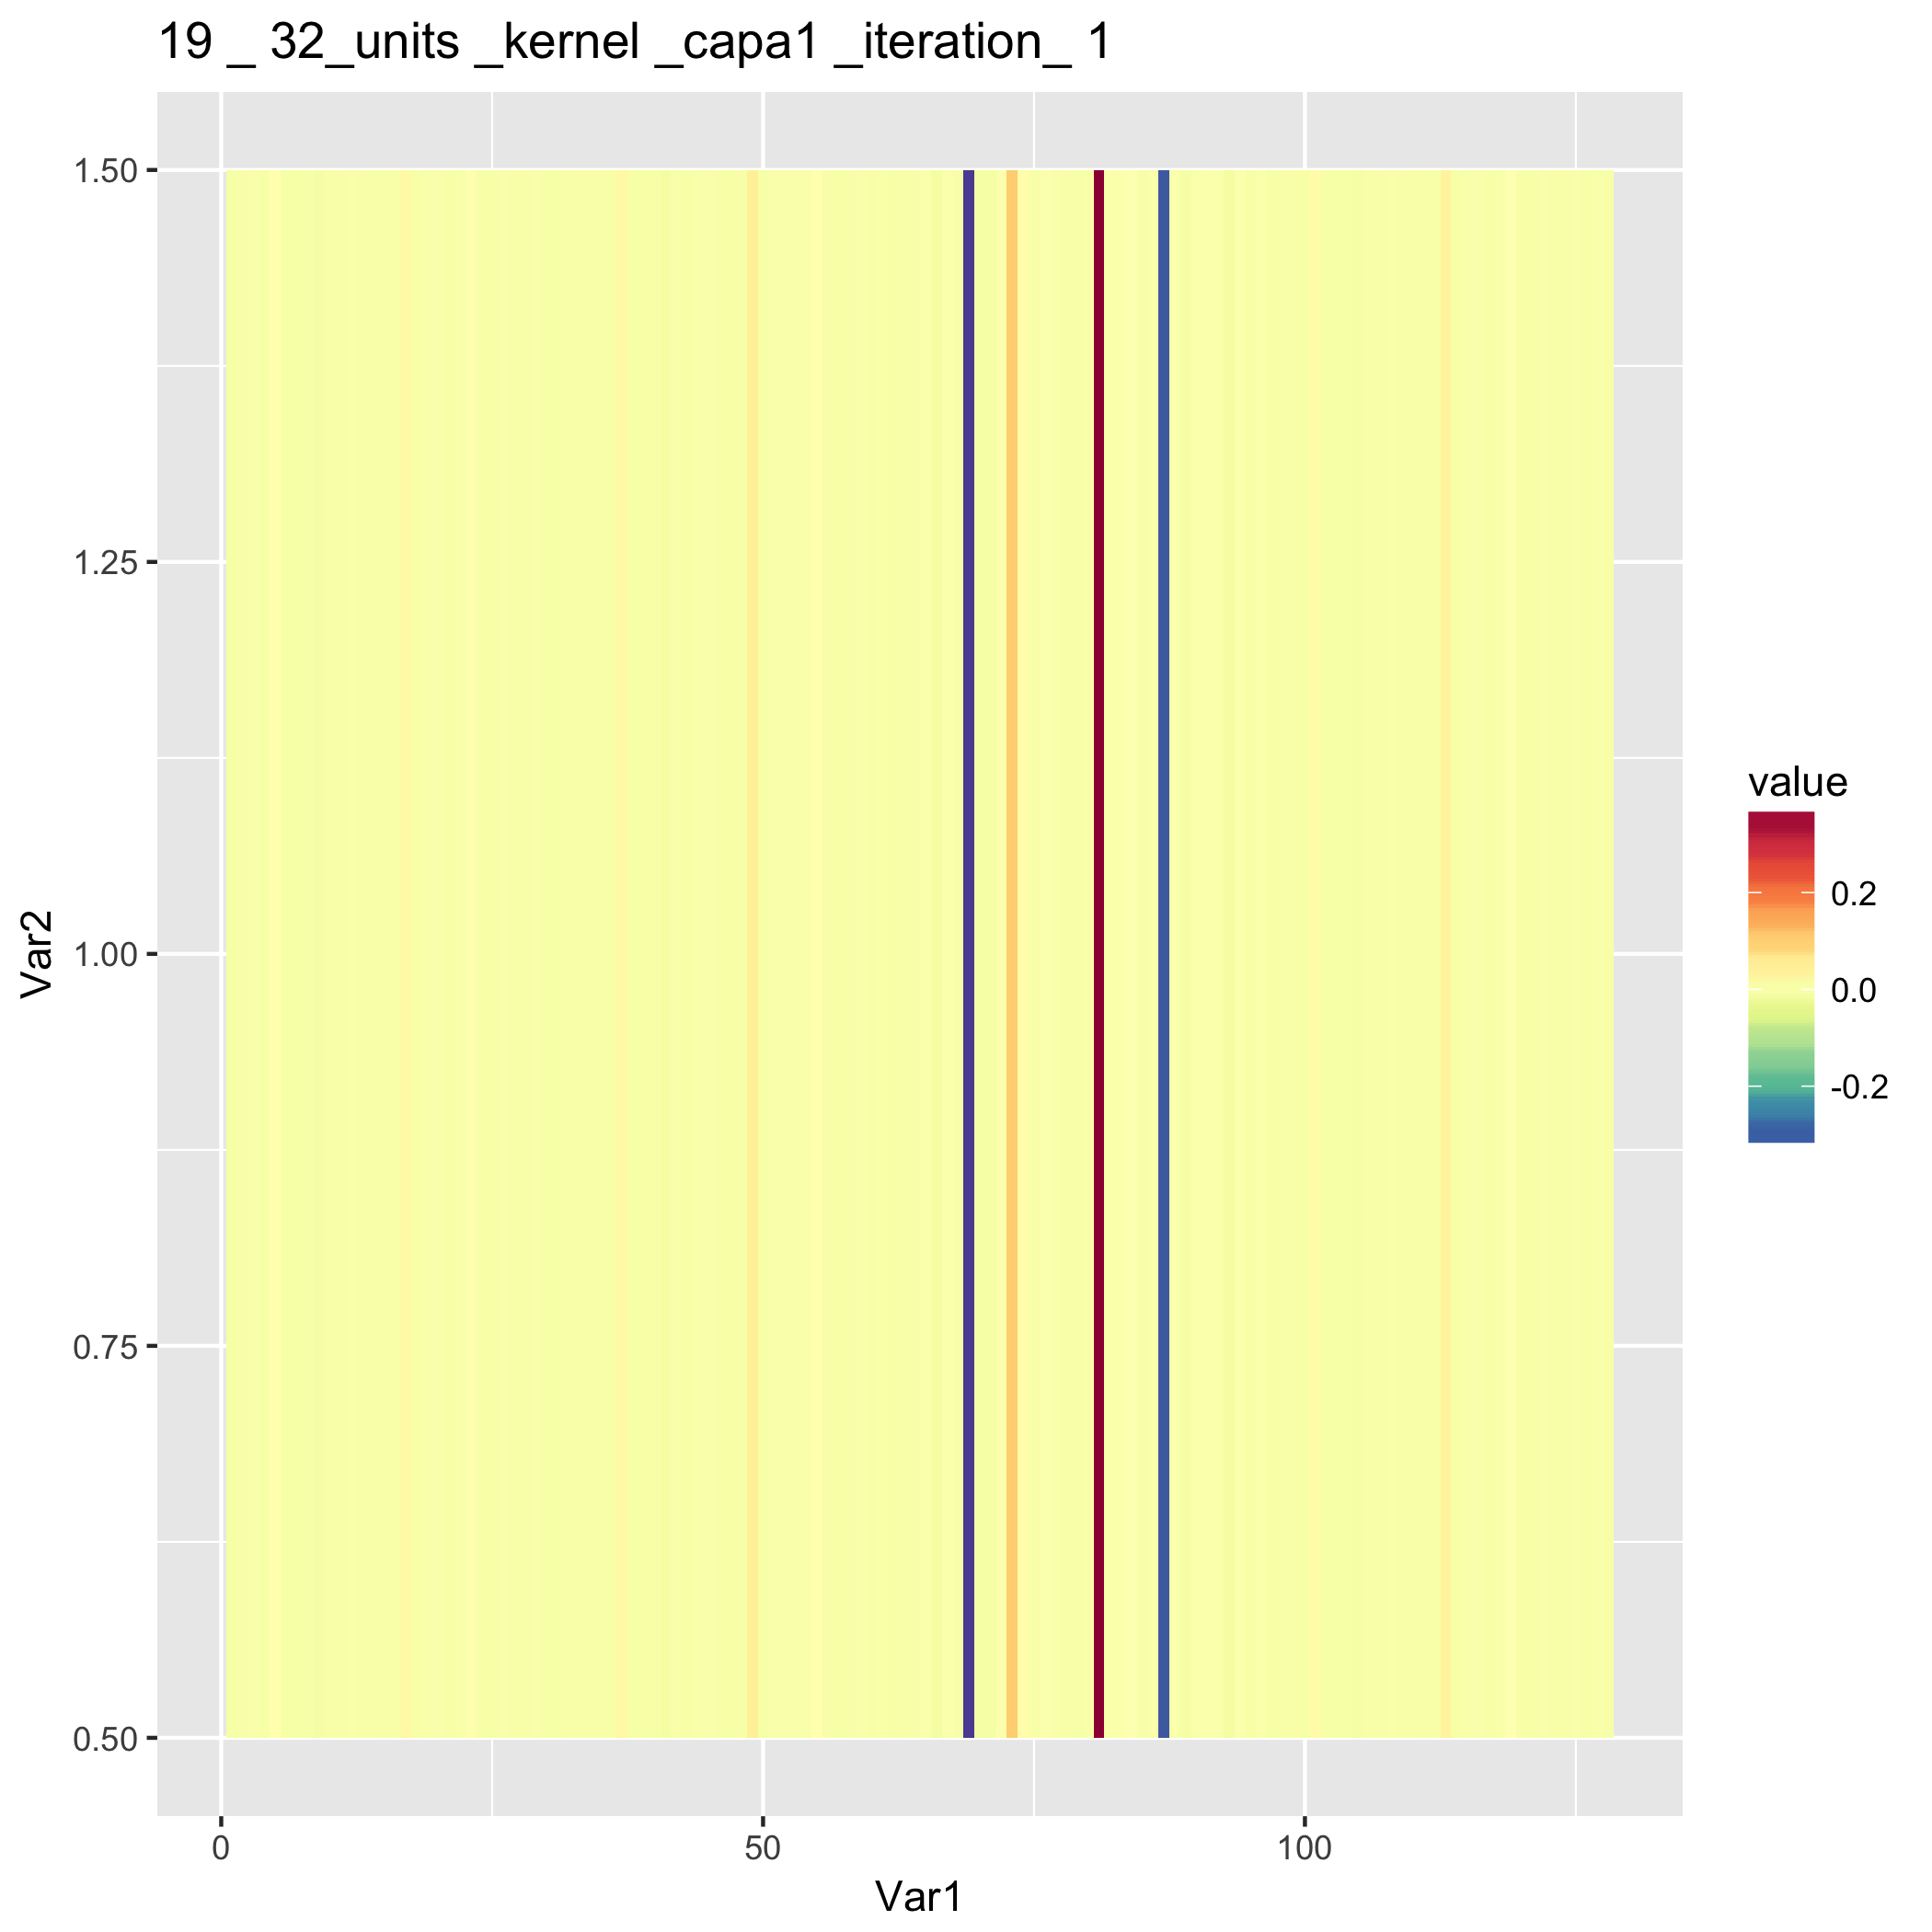 19 _ 32_units _kernel _capa1 _iteration_ 1
1.50
1.25
1.00
0.75
0.50
Var2
0
50
100
Var1
value
0.2
0.0
-0.2